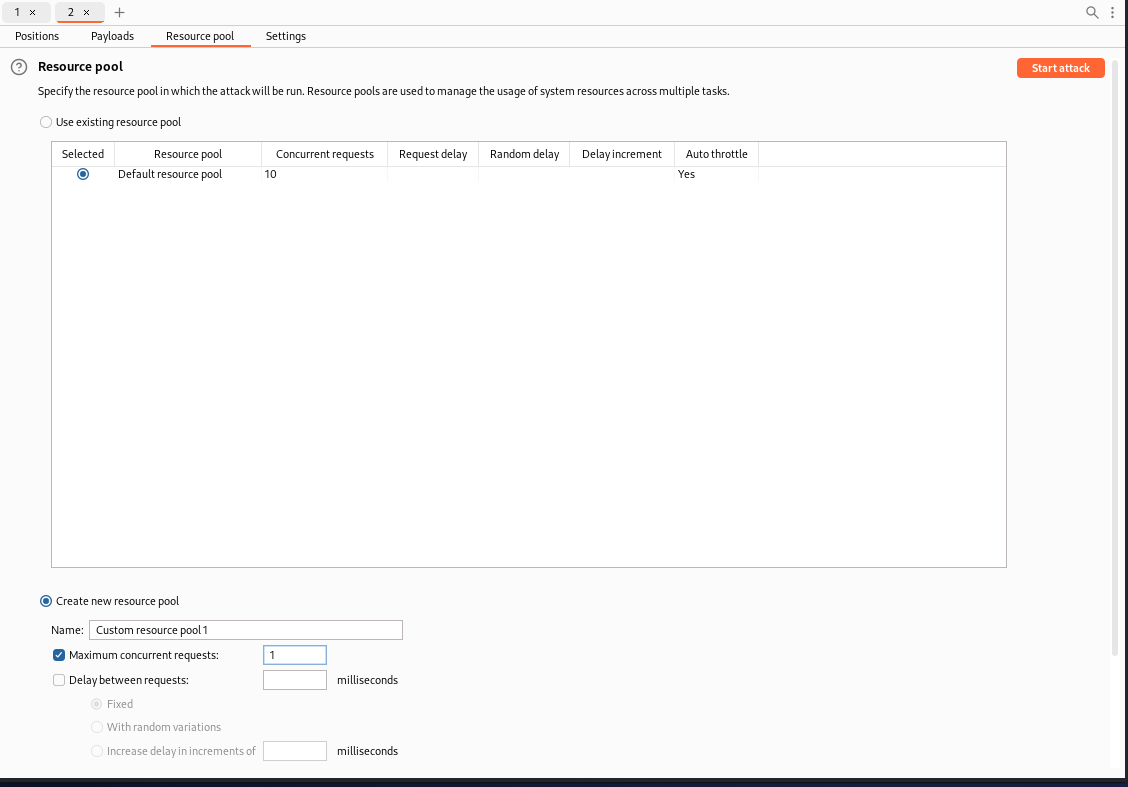 1 × 2 × +
Positions Payloads Resource pool Settings
? Resource pool
Start attack
Specify the resource pool in which the attack will be run. Resource pools are used to manage the usage of system resources across multiple tasks.
Use existing resource pool
Selected Resource pool Concurrent requests Request delay Random delay Delay increment Auto throttle
Default resource pool 10 Yes
Create new resource pool
Name: Custom resource pool 1
Maximum concurrent requests: 1
Delay between requests: milliseconds
Fixed
With random variations
Increase delay in increments of milliseconds